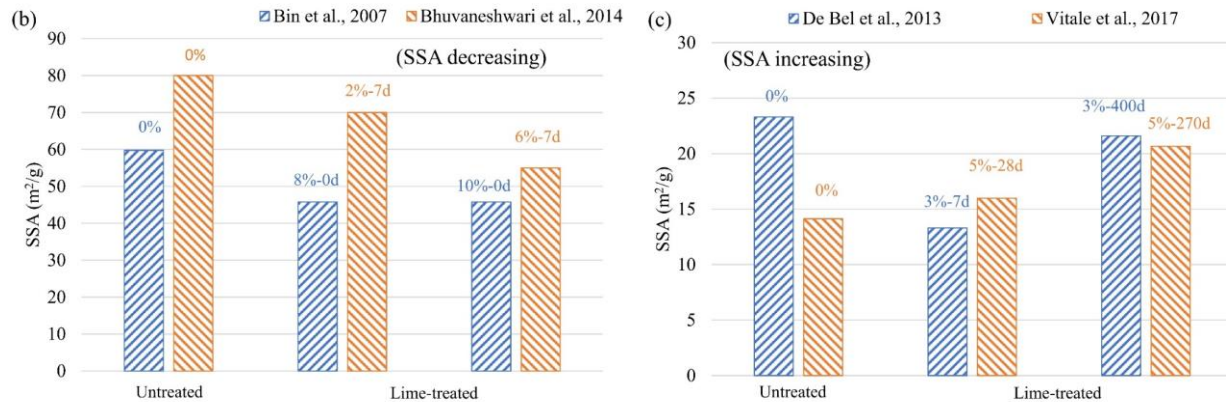 (b)
Bin et al., 2007
Bhuvaneshwari et al., 2014
(SSA decreasing)
SSA (m²/g)
90
80
70
60
50
40
30
20
10
0
0%
0%
8%-0d
2%-7d
10%-0d
6%-7d
Untreated
Lime-treated
(c)
De Bel et al., 2013
Vitale et al., 2017
(SSA increasing)
SSA (m²/g)
30
25
20
15
10
5
0
0%
0%
3%-7d
5%-28d
3%-400d
5%-270d
Untreated
Lime-treated